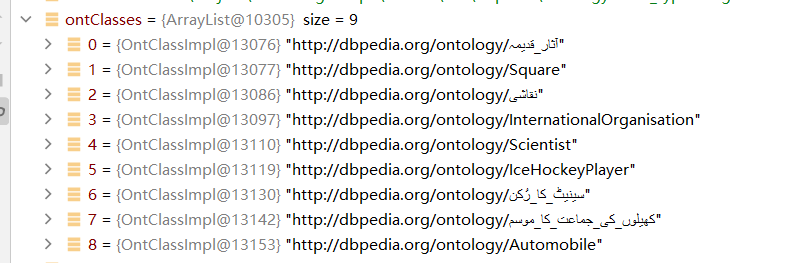 ontClasses = {ArrayList@10305} size = 9
0 = {OntClassImpl@13076} "http://dbpedia.org/ontology/آثار_قدیمہ"
1 = {OntClassImpl@13077} "http://dbpedia.org/ontology/Square"
2 = {OntClassImpl@13086} "http://dbpedia.org/ontology/نقاشی"
3 = {OntClassImpl@13097} "http://dbpedia.org/ontology/InternationalOrganisation"
4 = {OntClassImpl@13110} "http://dbpedia.org/ontology/Scientist"
5 = {OntClassImpl@13119} "http://dbpedia.org/ontology/IceHockeyPlayer"
6 = {OntClassImpl@13130} "http://dbpedia.org/ontology/سینیٹ_کا_رُکن"
7 = {OntClassImpl@13142} "http://dbpedia.org/ontology/کھیلوں_کی_جماعت_کا_موسم"
8 = {OntClassImpl@13153} "http://dbpedia.org/ontology/Automobile"